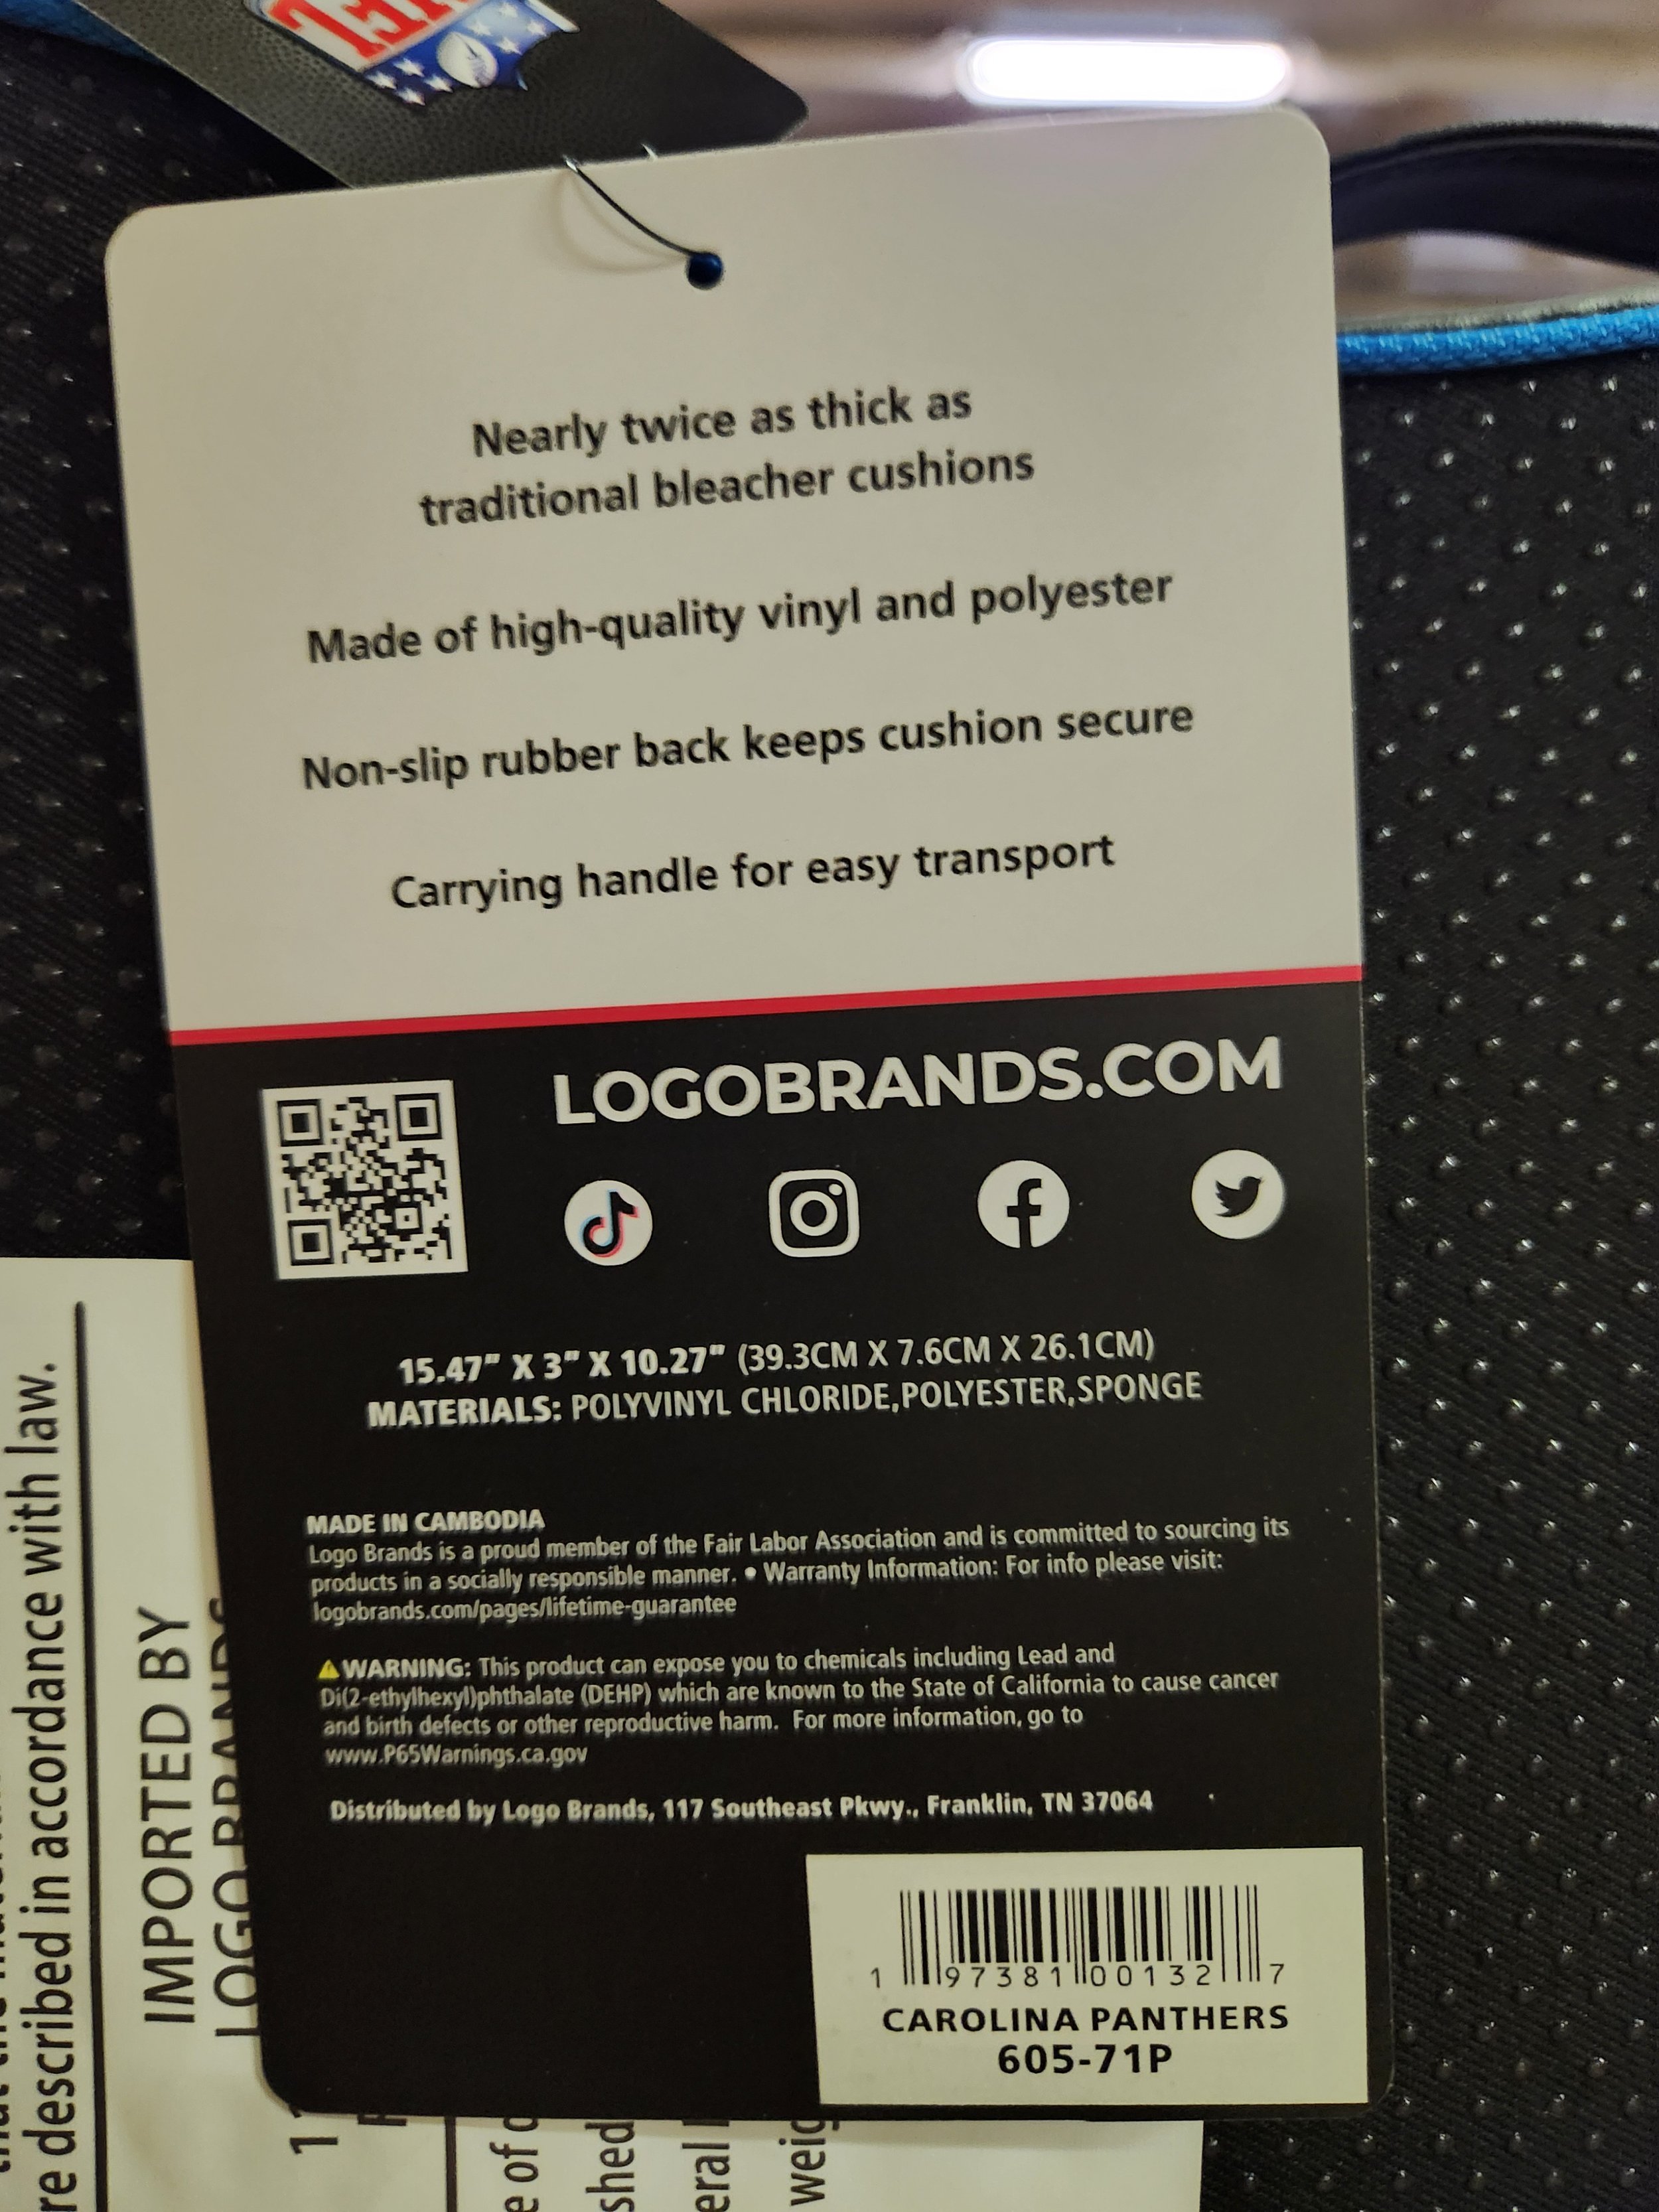 NFL
Nearly twice as thick as
traditional bleacher cushions
Made of high-quality vinyl and polyester
Non-slip rubber back keeps cushion secure
Carrying handle for easy transport
LOGOBRANDS.COM
15.47" X 3" X 10.27" (39.3CM X 7.6CM X 26.1CM)
MATERIALS: POLYVINYL CHLORIDE,POLYESTER,SPONGE
MADE IN CAMBODIA
Logo Brands is a proud member of the Fair Labor Association and is committed to sourcing its
products in a socially responsible manner. • Warranty Information: For info please visit:
logobrands.com/pages/lifetime-guarantee
⚠WARNING: This product can expose you to chemicals including Lead and
Di(2-ethylhexyl)phthalate (DEHP) which are known to the State of California to cause cancer
and birth defects or other reproductive harm. For more information, go to
www.P65Warnings.ca.gov
Distributed by Logo Brands, 117 Southeast Pkwy., Franklin, TN 37064
1 97381 00132 7
CAROLINA PANTHERS
605-71P
described in accordance with law.
IMPORTED BY
LOGO BRANDS